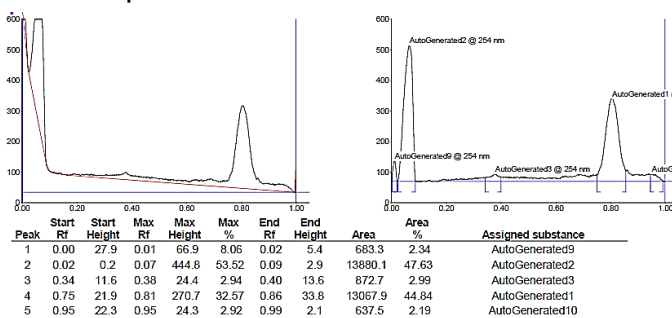 600
500
400
300
200
100
0
0.00 0.20 0.40 0.60 0.80 1.00
600
500
400
300
200
100
0
0.00 0.20 0.40 0.60 0.80 1.00
AutoGenerated2 @ 254 nm
AutoGenerated1
AutoGenerated9 @ 254 nm
AutoGenerated3 @ 254 nm
Peak Start Rf Start Height Max Rf Max Height Max % End Rf End Height Area Area % Assigned substance
1 0.00 27.9 0.01 66.9 8.06 0.02 5.4 683.3 2.34 AutoGenerated9
2 0.02 0.2 0.07 444.8 53.52 0.09 2.9 13880.1 47.63 AutoGenerated2
3 0.34 11.6 0.38 24.4 2.94 0.40 13.6 872.7 2.99 AutoGenerated3
4 0.75 21.9 0.81 270.7 32.57 0.86 33.8 13067.9 44.84 AutoGenerated1
5 0.95 22.3 0.95 24.3 2.92 0.99 2.1 637.5 2.19 AutoGenerated10